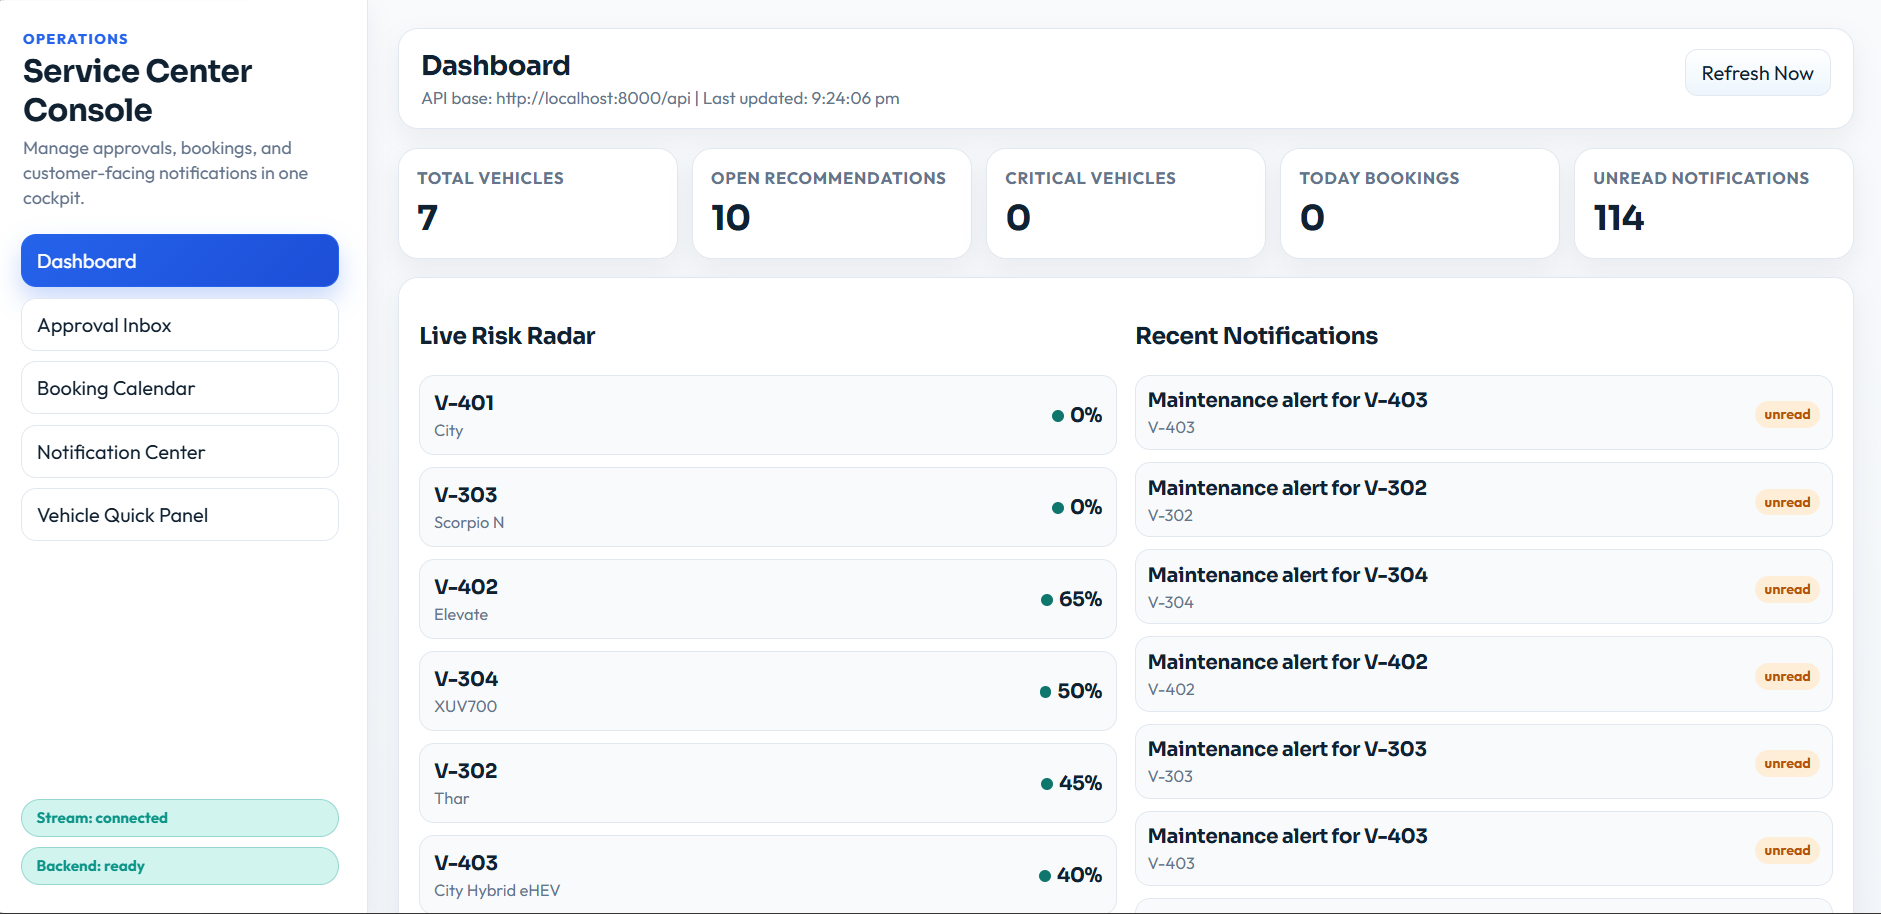 OPERATIONS
Service Center
Console
Manage approvals, bookings, and
customer-facing notifications in one
cockpit.
Dashboard
Approval Inbox
Booking Calendar
Notification Center
Vehicle Quick Panel
Stream: connected
Backend: ready
Dashboard
API base: http://localhost:8000/api | Last updated: 9:24:06 pm
Refresh Now
TOTAL VEHICLES
7
OPEN RECOMMENDATIONS
10
CRITICAL VEHICLES
0
TODAY BOOKINGS
0
UNREAD NOTIFICATIONS
114
Live Risk Radar
V-401
City
0%
V-303
Scorpio N
0%
V-402
Elevate
65%
V-304
XUV700
50%
V-302
Thar
45%
V-403
City Hybrid eHEV
40%
Recent Notifications
Maintenance alert for V-403
V-403
unread
Maintenance alert for V-302
V-302
unread
Maintenance alert for V-304
V-304
unread
Maintenance alert for V-402
V-402
unread
Maintenance alert for V-303
V-303
unread
Maintenance alert for V-403
V-403
unread